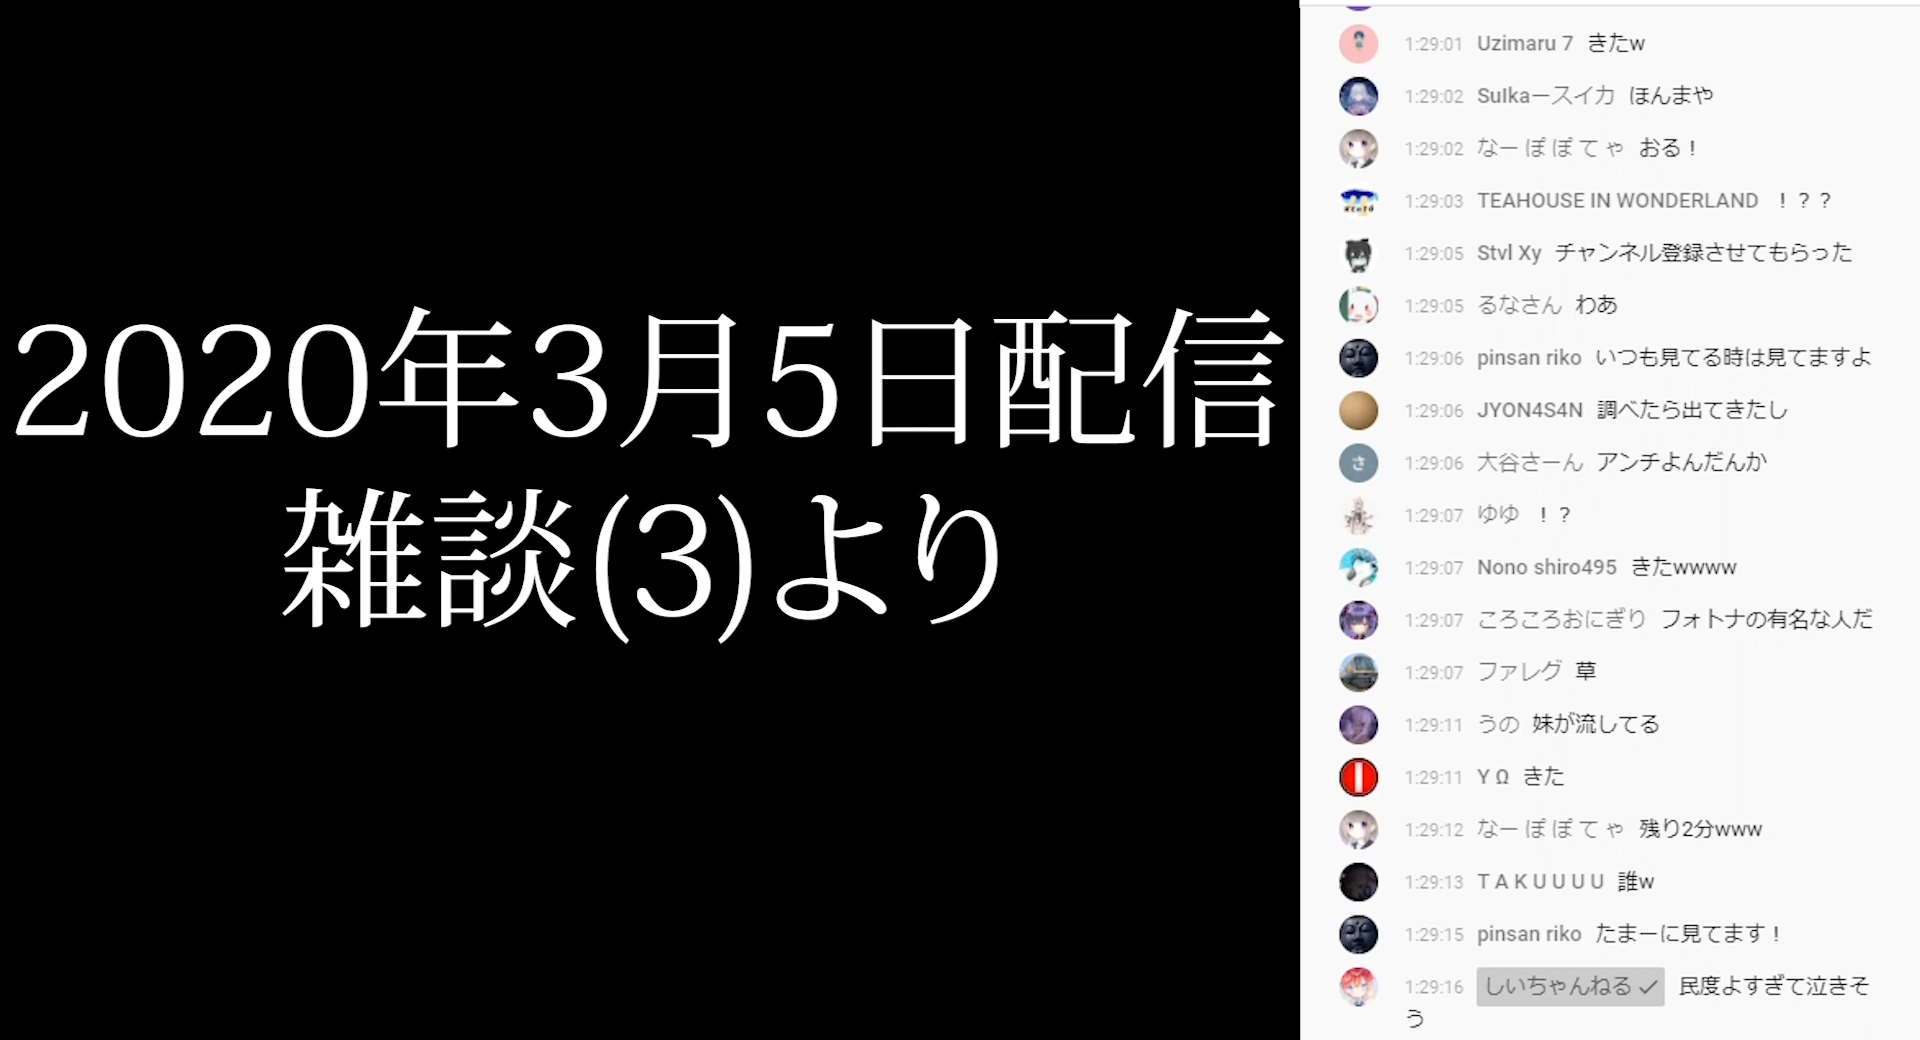 2020年3月5日配信
雑談(3)より
1:29:01 Uzimaru 7 きたw
1:29:02 SuIkaースイカ ほんまや
1:29:02 なー ぽ ぽ て ゃ おる！
1:29:03 TEAHOUSE IN WONDERLAND ！？？
1:29:05 Stvl Xy チャンネル登録させてもらった
1:29:05 るなさん わあ
1:29:06 pinsan riko いつも見てる時は見てますよ
1:29:06 JYON4S4N 調べたら出てきたし
さ 1:29:06 大谷さーん アンチよんだんか
1:29:07 ゆゆ ！？
1:29:07 Nono shiro495 きたwwww
1:29:07 ころころおにぎり フォトナの有名な人だ
1:29:07 ファレグ 草
1:29:11 うの 妹が流してる
1:29:11 Y Ω きた
1:29:12 なー ぽ ぽ て ゃ 残り2分www
1:29:13 T A K U U U U 誰w
1:29:15 pinsan riko たまーに見てます！
1:29:16 しいちゃんねる ✓ 民度よすぎて泣きそ
う